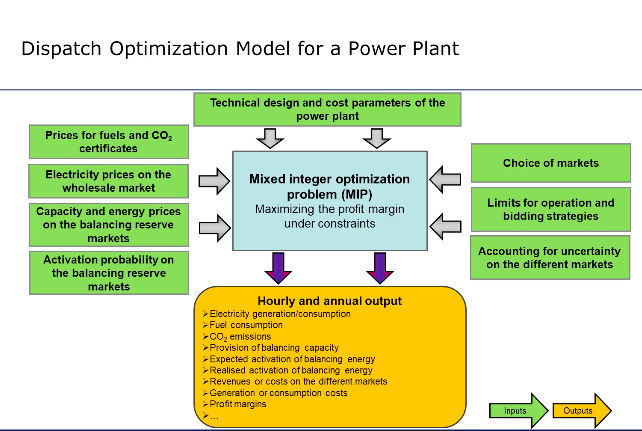 Dispatch Optimization Model for a Power Plant
Technical design and cost parameters of the
power plant
Prices for fuels and CO₂
certificates
Electricity prices on the
wholesale market
Capacity and energy prices
on the balancing reserve
markets
Activation probability on
the balancing reserve
markets
Mixed integer optimization
problem (MIP)
Maximizing the profit margin
under constraints
Choice of markets
Limits for operation and
bidding strategies
Accounting for uncertainty
on the different markets
Hourly and annual output
➢Electricity generation/consumption
➢Fuel consumption
➢CO₂ emissions
➢Provision of balancing capacity
➢Expected activation of balancing energy
➢Realised activation of balancing energy
➢Revenues or costs on the different markets
➢Generation or consumption costs
➢Profit margins
➢...
Inputs
Outputs